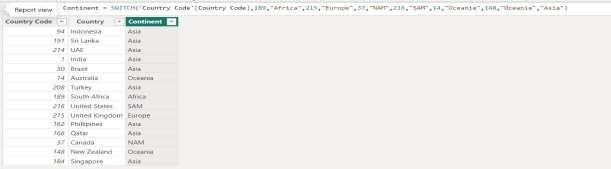 Report view
Continent = SWITCH('Country Code'[Country Code],189,"Africa",215,"Europe",37,"NAM",216,"SAM",14,"Oceania",148,"Oceania","Asia")
Country Code Country Continent
94 Indonesia Asia
191 Sri Lanka Asia
214 UAE Asia
1 India Asia
30 Brazil Asia
14 Australia Oceania
208 Turkey Asia
189 South Africa Africa
216 United States SAM
215 United Kingdom Europe
162 Phillipines Asia
166 Qatar Asia
37 Canada NAM
148 New Zealand Oceania
184 Singapore Asia